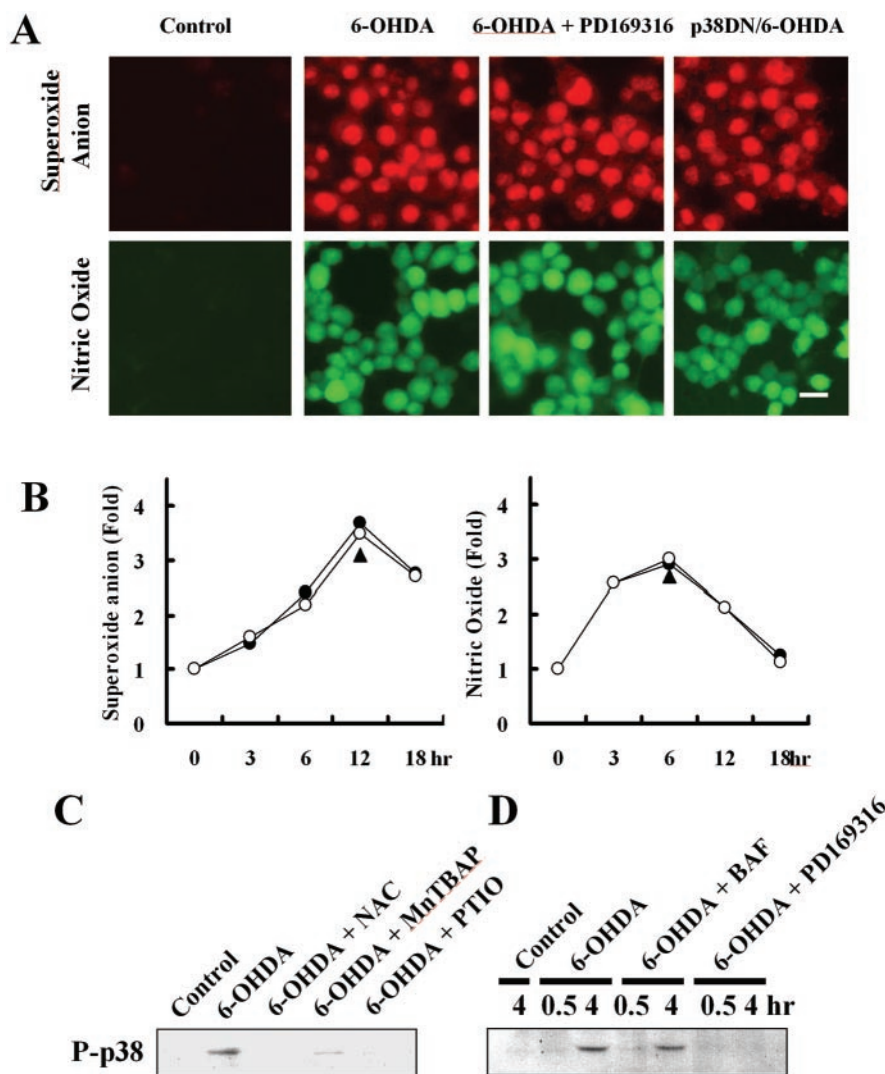 A
Control 6-OHDA 6-OHDA + PD169316 p38DN/6-OHDA
Superoxide
Anion
Nitric Oxide
B
Superoxide anion (Fold)
4
3
2
1
0
0 3 6 12 18 hr
Nitric Oxide (Fold)
4
3
2
1
0
0 3 6 12 18 hr
C
Control
6-OHDA
6-OHDA + NAC
6-OHDA + MnTBAP
6-OHDA + PTIO
P-p38
D
Control
6-OHDA
6-OHDA + BAF
6-OHDA + PD169316
4 0.5 4 0.5 4 0.5 4 hr